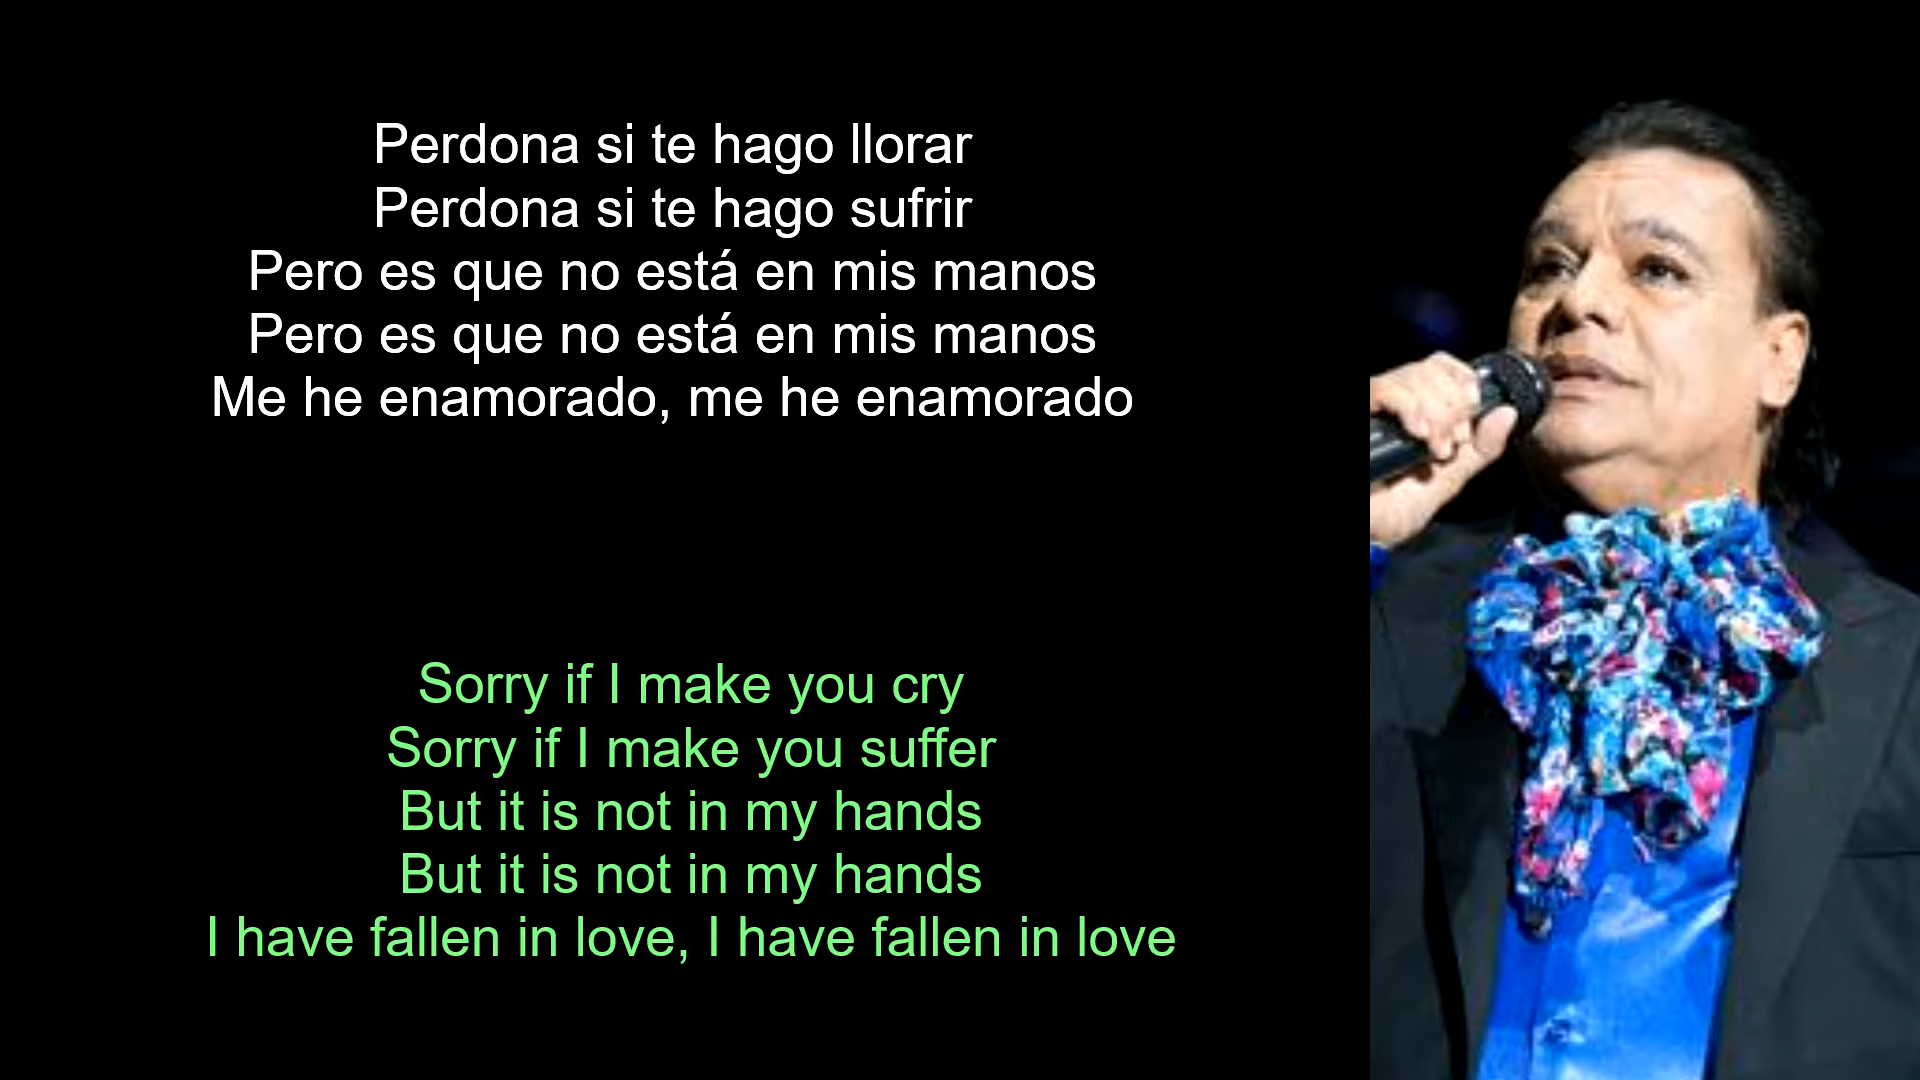 Perdona si te hago llorar
Perdona si te hago sufrir
Pero es que no está en mis manos
Pero es que no está en mis manos
Me he enamorado, me he enamorado
Sorry if I make you cry
Sorry if I make you suffer
But it is not in my hands
But it is not in my hands
I have fallen in love, I have fallen in love